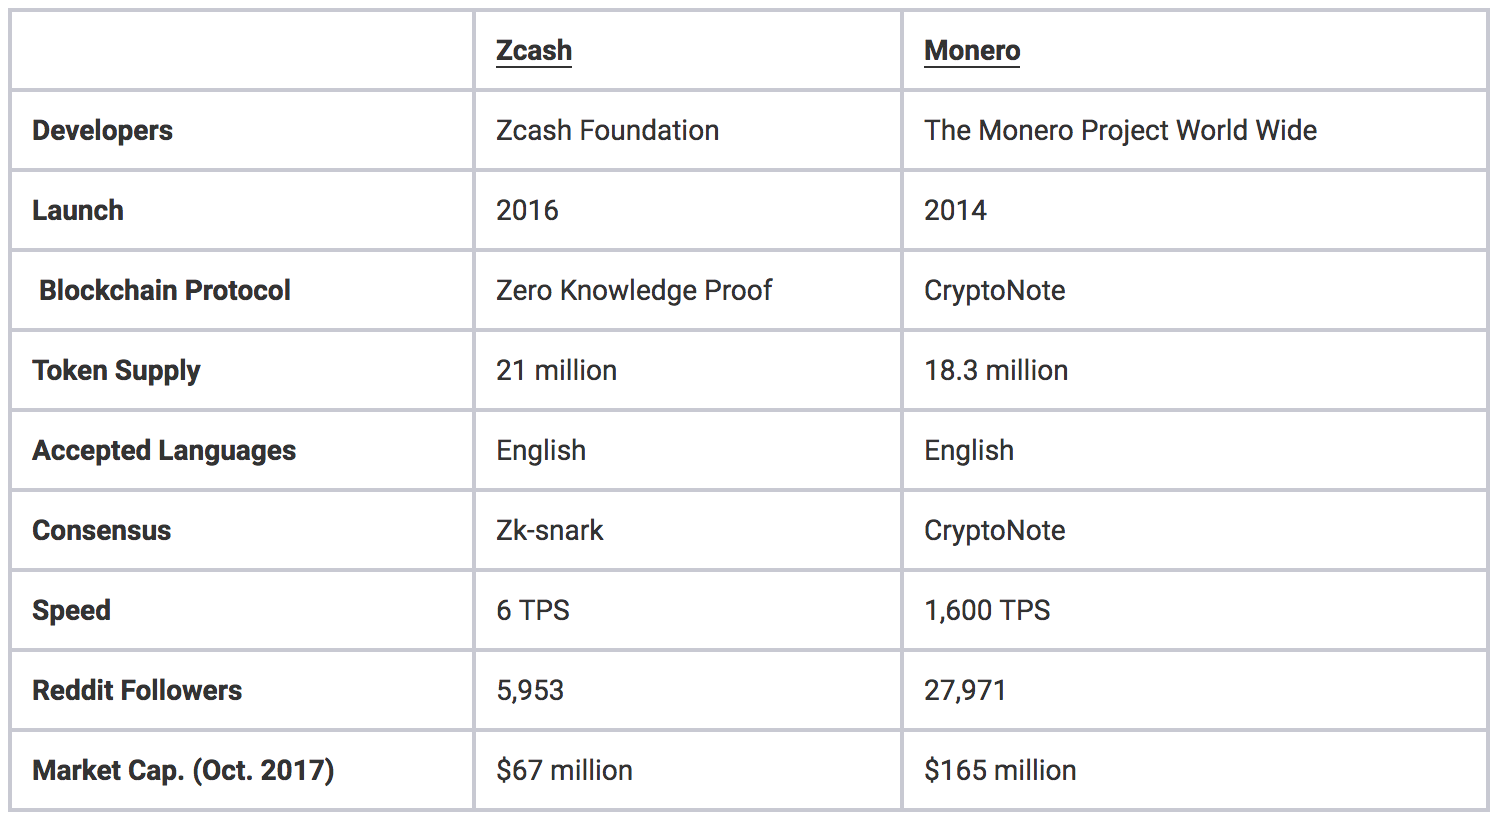 Zcash Monero
Developers Zcash Foundation The Monero Project World Wide
Launch 2016 2014
Blockchain Protocol Zero Knowledge Proof CryptoNote
Token Supply 21 million 18.3 million
Accepted Languages English English
Consensus Zk-snark CryptoNote
Speed 6 TPS 1,600 TPS
Reddit Followers 5,953 27,971
Market Cap. (Oct. 2017) $67 million $165 million